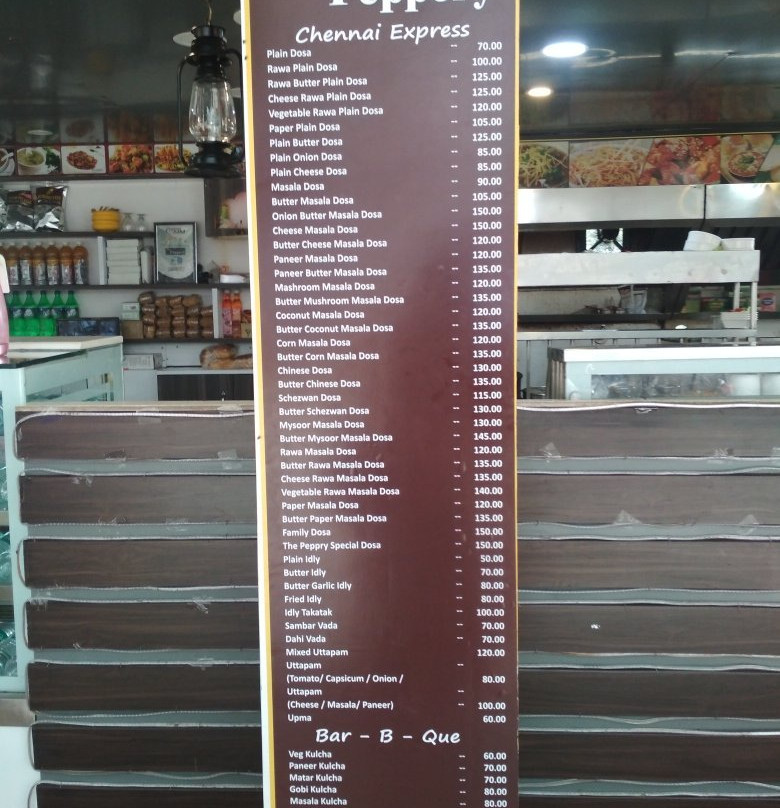 Peppery
Chennai Express
Plain Dosa -- 70.00
Rawa Plain Dosa -- 100.00
Rawa Butter Plain Dosa -- 125.00
Cheese Rawa Plain Dosa -- 125.00
Vegetable Rawa Plain Dosa -- 120.00
Paper Plain Dosa -- 105.00
Plain Butter Dosa -- 125.00
Plain Onion Dosa -- 85.00
Plain Cheese Dosa -- 85.00
Masala Dosa -- 90.00
Butter Masala Dosa -- 105.00
Onion Butter Masala Dosa -- 150.00
Cheese Masala Dosa -- 150.00
Butter Cheese Masala Dosa -- 120.00
Paneer Masala Dosa -- 120.00
Paneer Butter Masala Dosa -- 135.00
Mashroom Masala Dosa -- 120.00
Butter Mushroom Masala Dosa -- 135.00
Coconut Masala Dosa -- 120.00
Butter Coconut Masala Dosa -- 135.00
Corn Masala Dosa -- 120.00
Butter Corn Masala Dosa -- 135.00
Chinese Dosa -- 130.00
Butter Chinese Dosa -- 135.00
Schezwan Dosa -- 115.00
Butter Schezwan Dosa -- 130.00
Mysoor Masala Dosa -- 130.00
Butter Mysoor Masala Dosa -- 145.00
Rawa Masala Dosa -- 120.00
Butter Rawa Masala Dosa -- 135.00
Cheese Rawa Masala Dosa -- 135.00
Vegetable Rawa Masala Dosa -- 140.00
Paper Masala Dosa -- 120.00
Butter Paper Masala Dosa -- 135.00
Family Dosa -- 150.00
The Peppry Special Dosa -- 150.00
Plain Idly -- 50.00
Butter Idly -- 70.00
Butter Garlic Idly -- 80.00
Fried Idly -- 80.00
Idly Takatak -- 100.00
Sambar Vada -- 70.00
Dahi Vada -- 70.00
Mixed Uttapam -- 120.00
Uttapam --
(Tomato/ Capsicum / Onion / 80.00
Uttapam --
(Cheese / Masala/ Paneer) -- 100.00
Upma -- 60.00
Bar - B - Que
Veg Kulcha -- 60.00
Paneer Kulcha -- 70.00
Matar Kulcha -- 70.00
Gobi Kulcha -- 80.00
Masala Kulcha -- 80.00